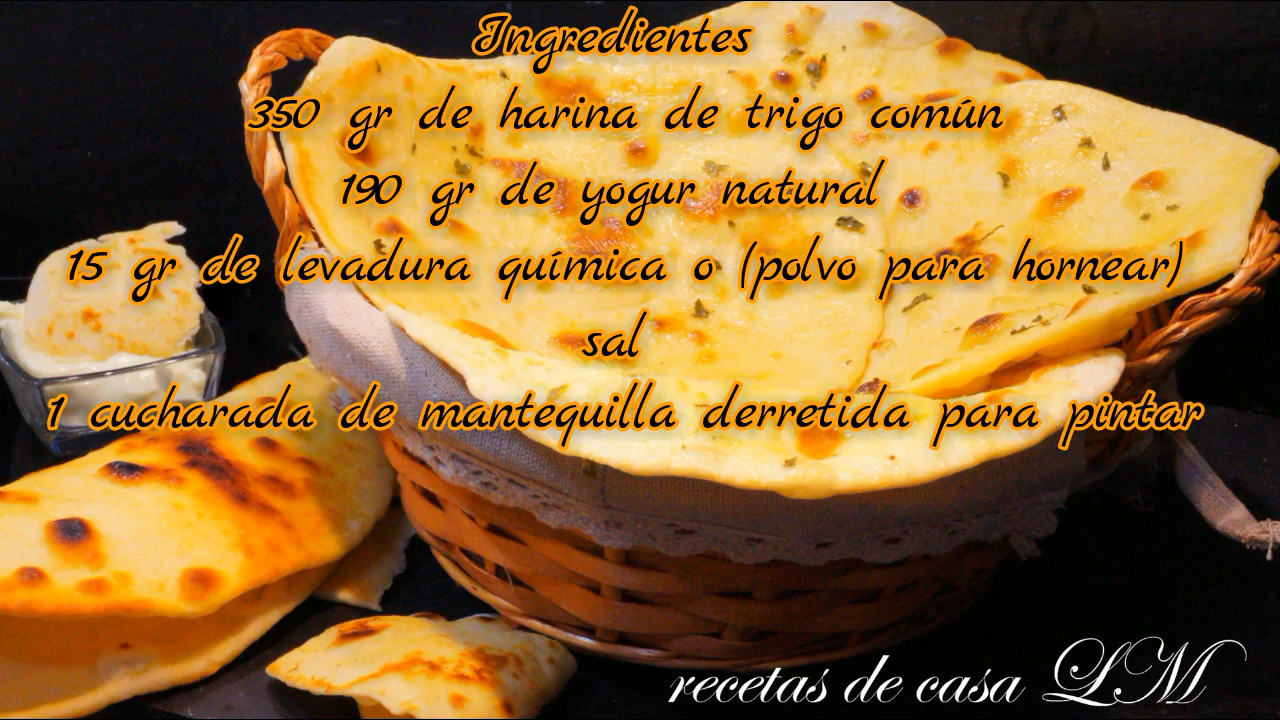 Ingredientes
350 gr de harina de trigo común
190 gr de yogur natural
15 gr de levadura química o (polvo para hornear)
sal
1 cucharada de mantequilla derretida para pintar
recetas de casa LM